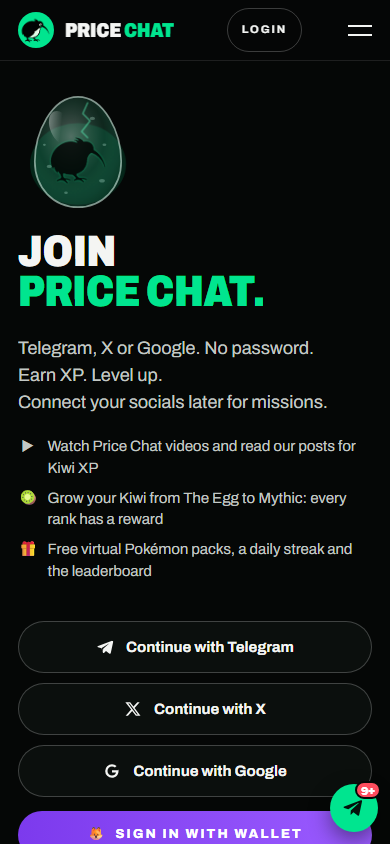 PRICE CHAT
LOGIN
JOIN
PRICE CHAT.
Telegram, X or Google. No password.
Earn XP. Level up.
Connect your socials later for missions.
Watch Price Chat videos and read our posts for
Kiwi XP
Grow your Kiwi from The Egg to Mythic: every
rank has a reward
Free virtual Pokémon packs, a daily streak and
the leaderboard
Continue with Telegram
Continue with X
Continue with Google
9+
SIGN IN WITH WALLET